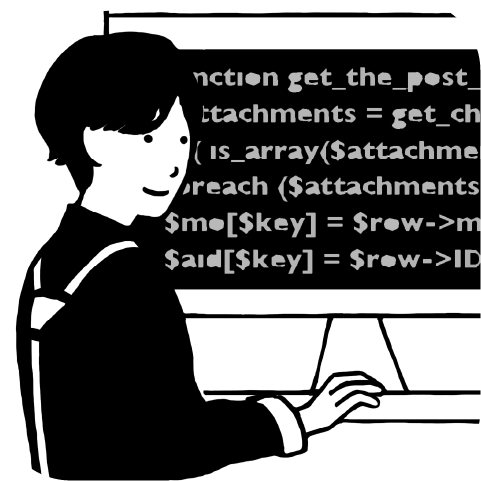 nction get_the_post_
ttachments = get_ch
( is_array($attachme
oreach ($attachments
$mo[$key] = $row->m
$aid[$key] = $row->ID